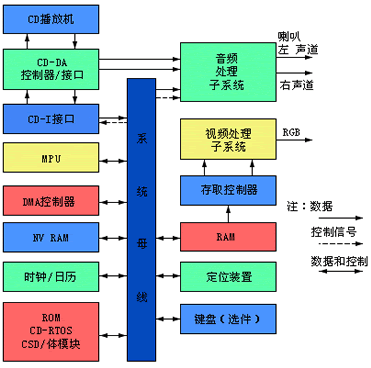 CD播放机
CD-DA
控制器/接口
CD-I接口
MPU
DMA控制器
NV RAM
时钟/日历
ROM
CD-RTOS
CSD/体模块
系统母线
音频
处理
子系统
喇叭
左 声道
右声道
视频处理
子系统
RGB
存取控制器
RAM
定位装置
键盘(选件)
注:数据
控制信号
数据和控制